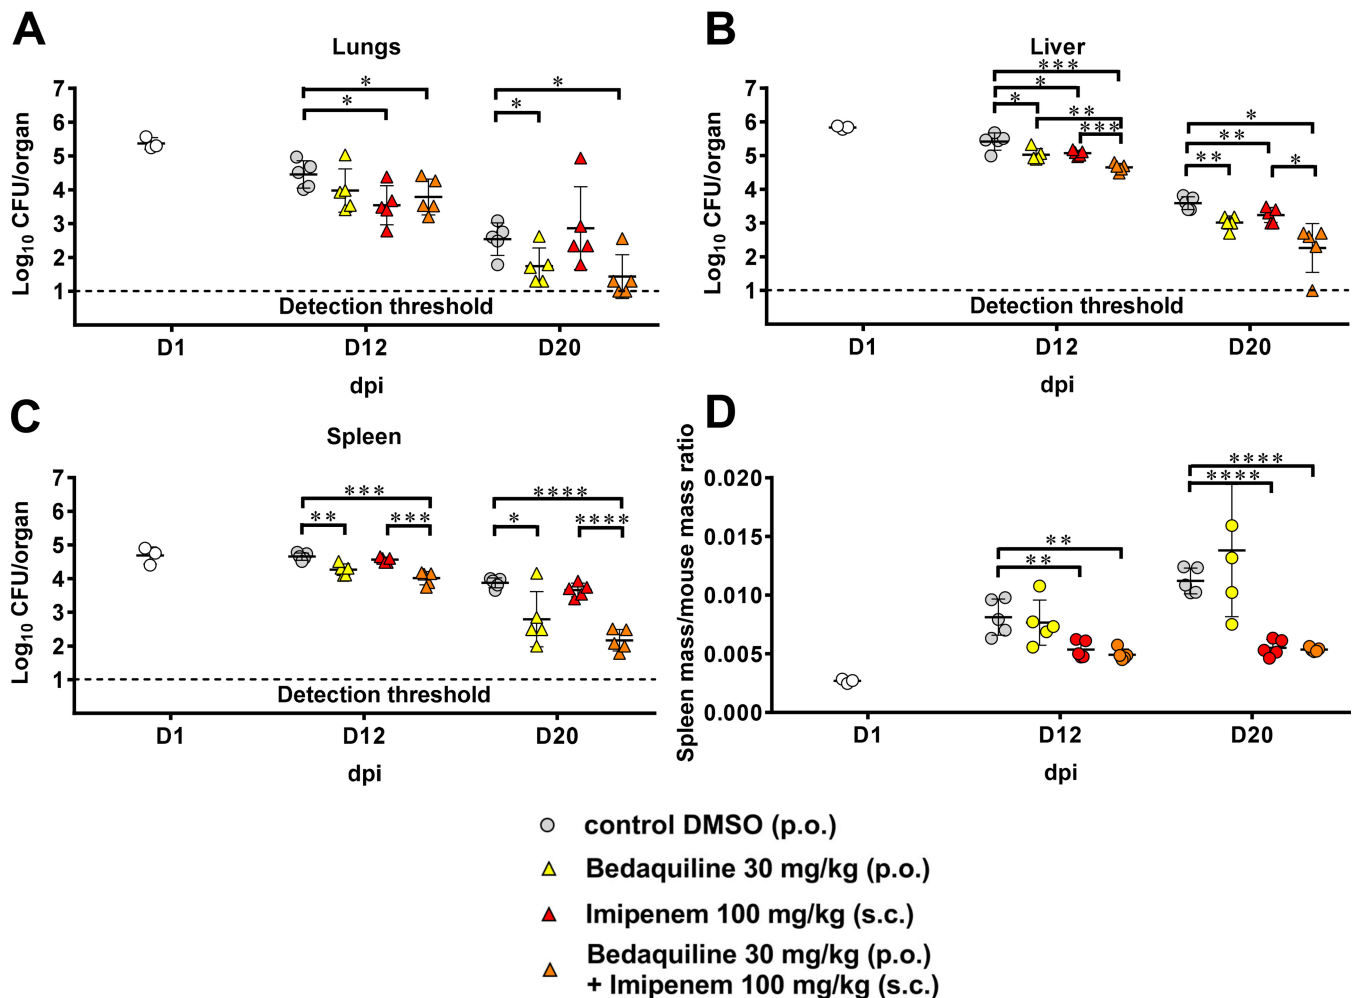 A
Lungs
Log10 CFU/organ
7
6
5
4
3
2
1
*
*
*
*
Detection threshold
D1 D12 D20
dpi
B
Liver
Log10 CFU/organ
7
6
5
4
3
2
1
***
*
*
**
***
*
**
**
*
Detection threshold
D1 D12 D20
dpi
C
Spleen
Log10 CFU/organ
7
5
4
3
2
1
***
**
***
****
*
****
Detection threshold
D1 D12 D20
dpi
D
Spleen mass/mouse mass ratio
0.020
0.015
0.010
0.005
0.000
**
**
****
****
D1 D12 D20
dpi
control DMSO (p.o.)
Bedaquiline 30 mg/kg (p.o.)
Imipenem 100 mg/kg (s.c.)
Bedaquiline 30 mg/kg (p.o.)
+ Imipenem 100 mg/kg (s.c.)